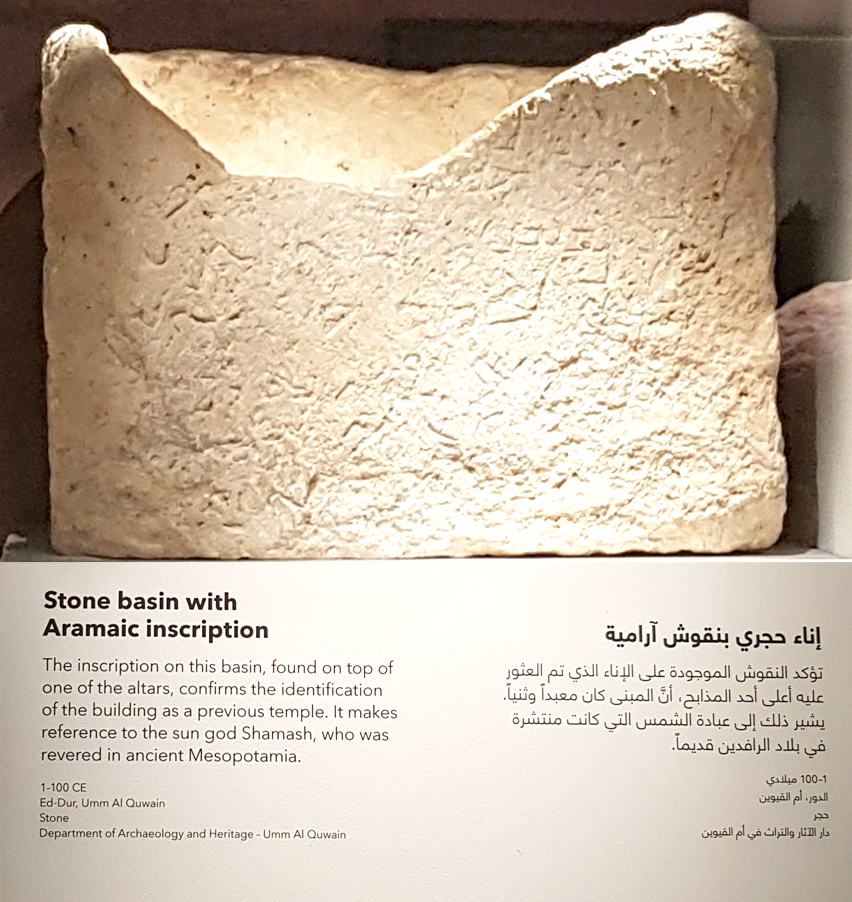 Stone basin with
Aramaic inscription
The inscription on this basin, found on top of
one of the altars, confirms the identification
of the building as a previous temple. It makes
reference to the sun god Shamash, who was
revered in ancient Mesopotamia.
1-100 CE
Ed-Dur, Umm Al Quwain
Stone
Department of Archaeology and Heritage – Umm Al Quwain
إناء حجري بنقوش آرامية
تؤكد النقوش الموجودة على الإناء الذي تم العثور
عليه أعلى أحد المذابح، أنَّ المبنى كان معبداً وثنياً.
يشير ذلك إلى عبادة الشمس التي كانت منتشرة
في بلاد الرافدين قديماً.
1-100 ميلادي
الدور، أم القيوين
حجر
دار الآثار والتراث في أم القيوين